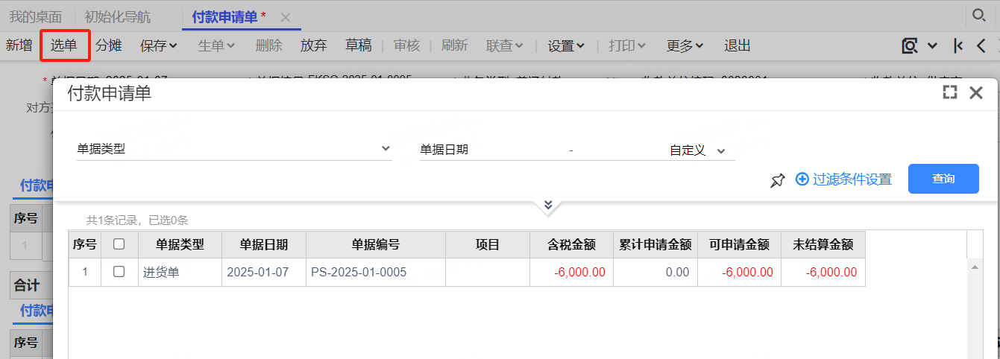 我的桌面 初始化导航 付款申请单 *
新增 选单 分摊 保存 生单 删除 放弃 草稿 审核 刷新 联查 设置 打印 更多 退出
付款申请单
对方
单据类型 单据日期 - 自定义
过滤条件设置 查询
付款申
共1条记录，已选0条
序号 单据类型 单据日期 单据编号 项目 含税金额 累计申请金额 可申请金额 未结算金额
1 进货单 2025-01-07 PS-2025-01-0005 -6,000.00 0.00 -6,000.00 -6,000.00
序号
1
合计
付款申
序号